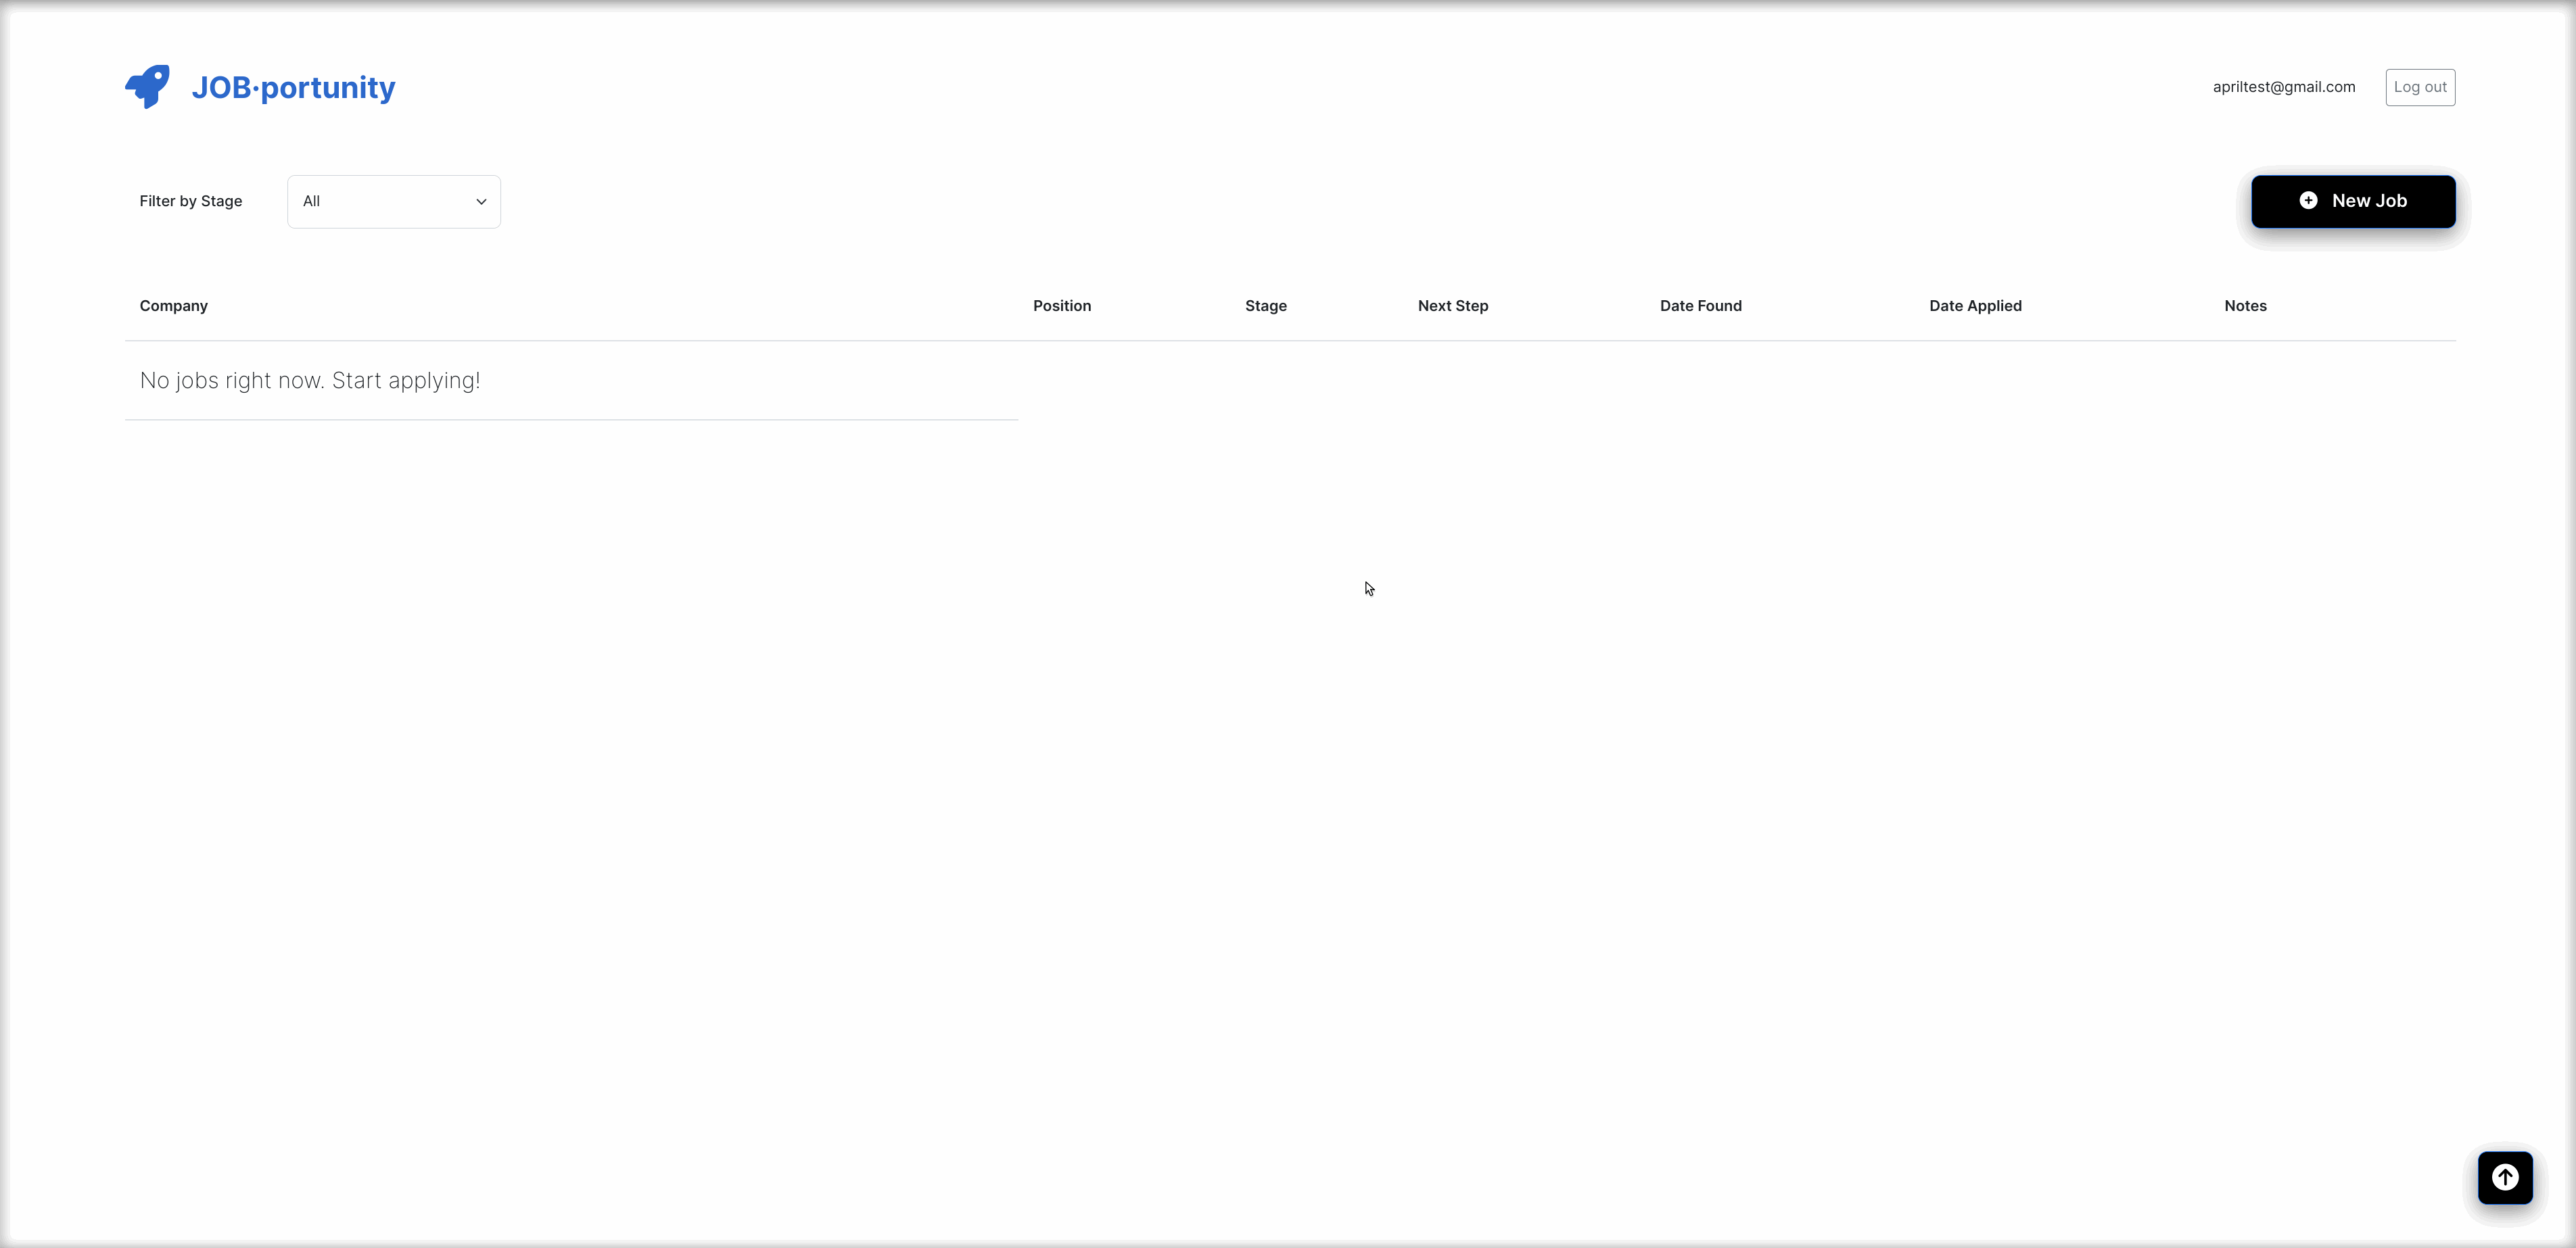 JOB·portunity
apriltest@gmail.com
Log out
Filter by Stage
All
New Job
Company
Position
Stage
Next Step
Date Found
Date Applied
Notes
No jobs right now. Start applying!